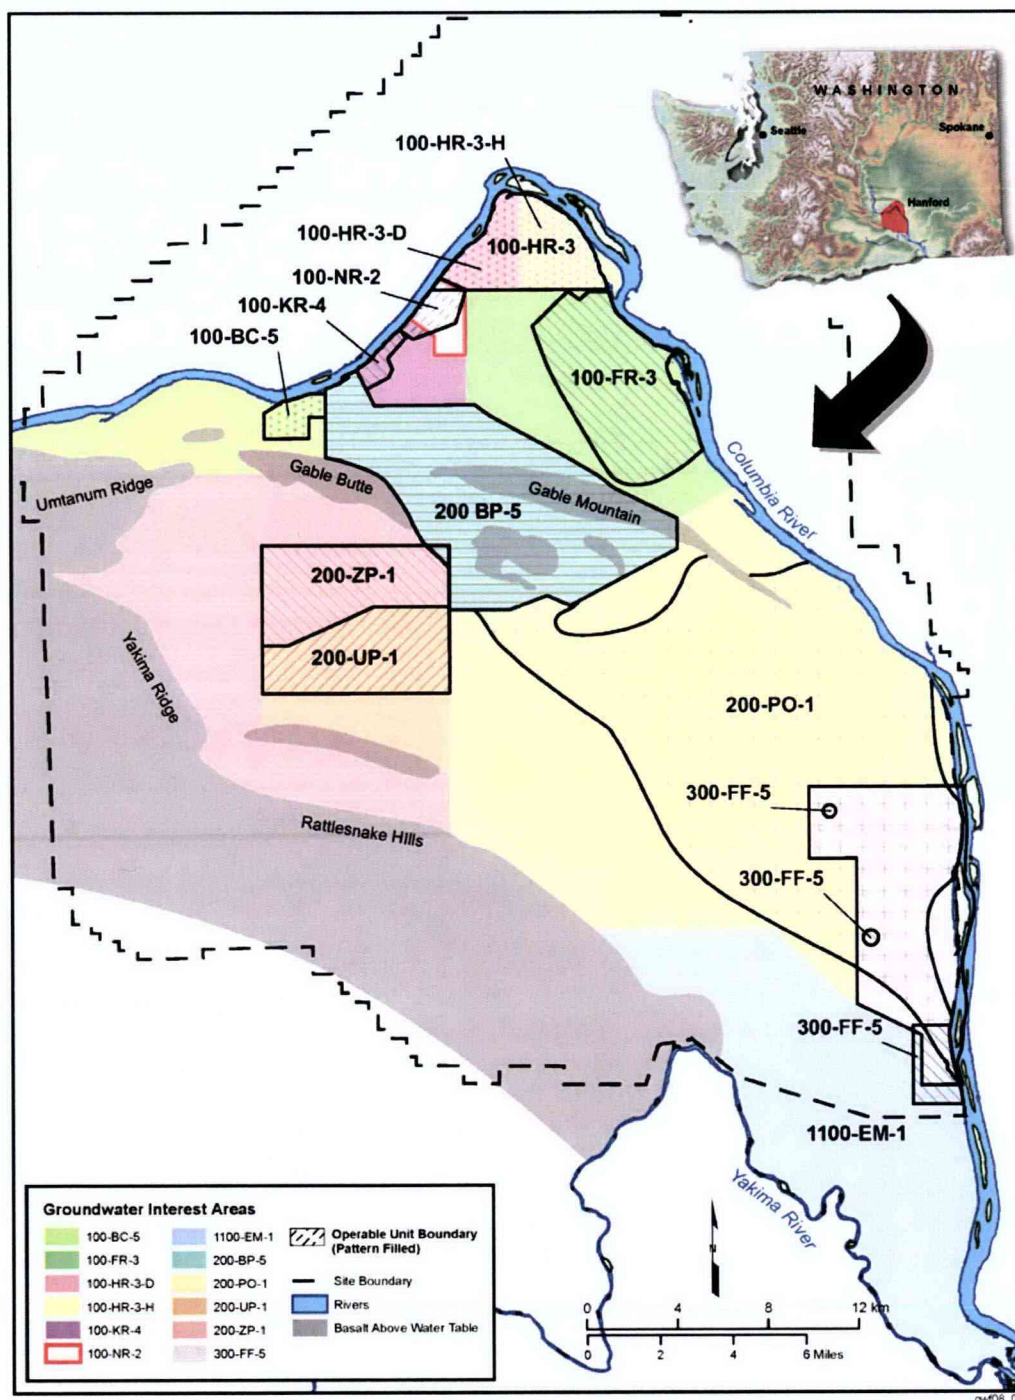 WASHINGTON
Seattle
Spokane
Hanford
100-HR-3-H
100-HR-3-D
100-HR-3
100-NR-2
100-KR-4
100-BC-5
100-FR-3
Columbia River
Umtanum Ridge
Gable Butte
Gable Mountain
200 BP-5
200-ZP-1
200-UP-1
Yakima Ridge
200-PO-1
300-FF-5
Rattlesnake Hills
300-FF-5
300-FF-5
1100-EM-1
Yakima River
Groundwater Interest Areas
100-BC-5
100-FR-3
100-HR-3-D
100-HR-3-H
100-KR-4
100-NR-2
1100-EM-1
200-BP-5
200-PO-1
200-UP-1
200-ZP-1
300-FF-5
Operable Unit Boundary
(Pattern Filled)
Site Boundary
Rivers
Basalt Above Water Table
N
0 4 8 12 km
0 2 4 6 Miles